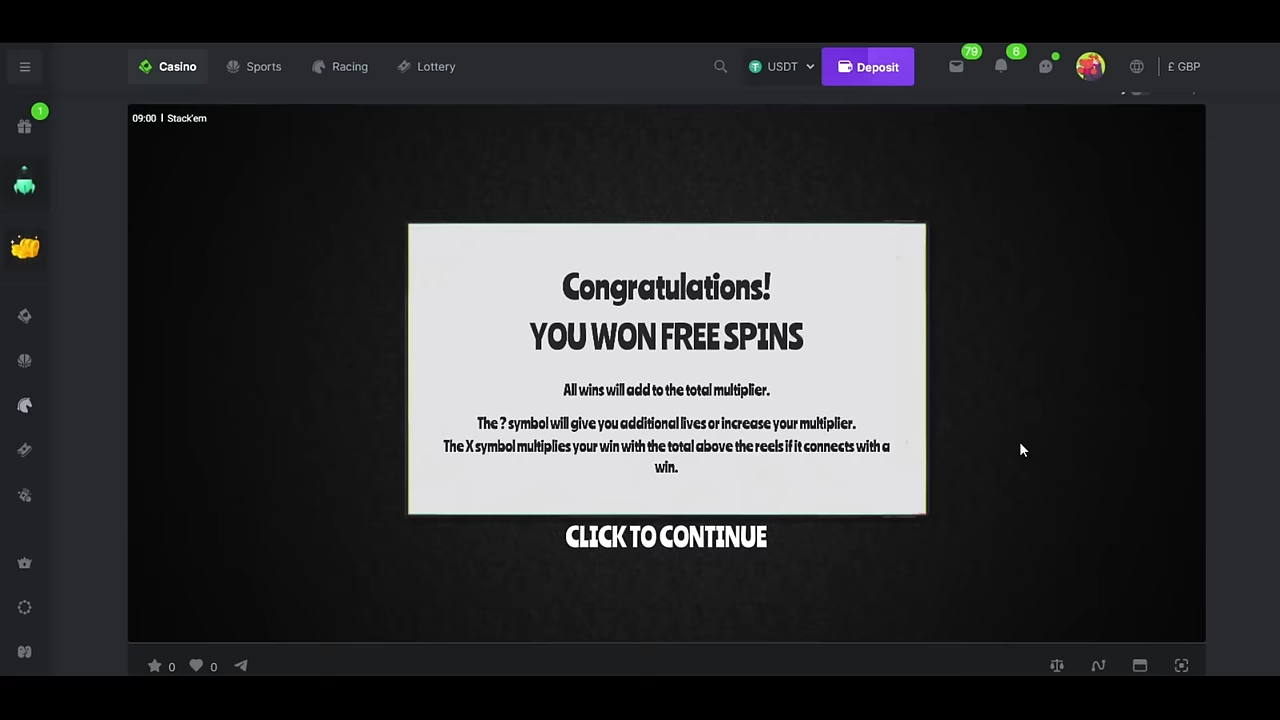 Casino
Sports
Racing
Lottery
USDT
Deposit
79
6
£ GBP
1
09:00 | Stack'em
Congratulations!
YOU WON FREE SPINS
All wins will add to the total multiplier.
The ? symbol will give you additional lives or increase your multiplier.
The X symbol multiplies your win with the total above the reels if it connects with a
win.
CLICK TO CONTINUE
0
0